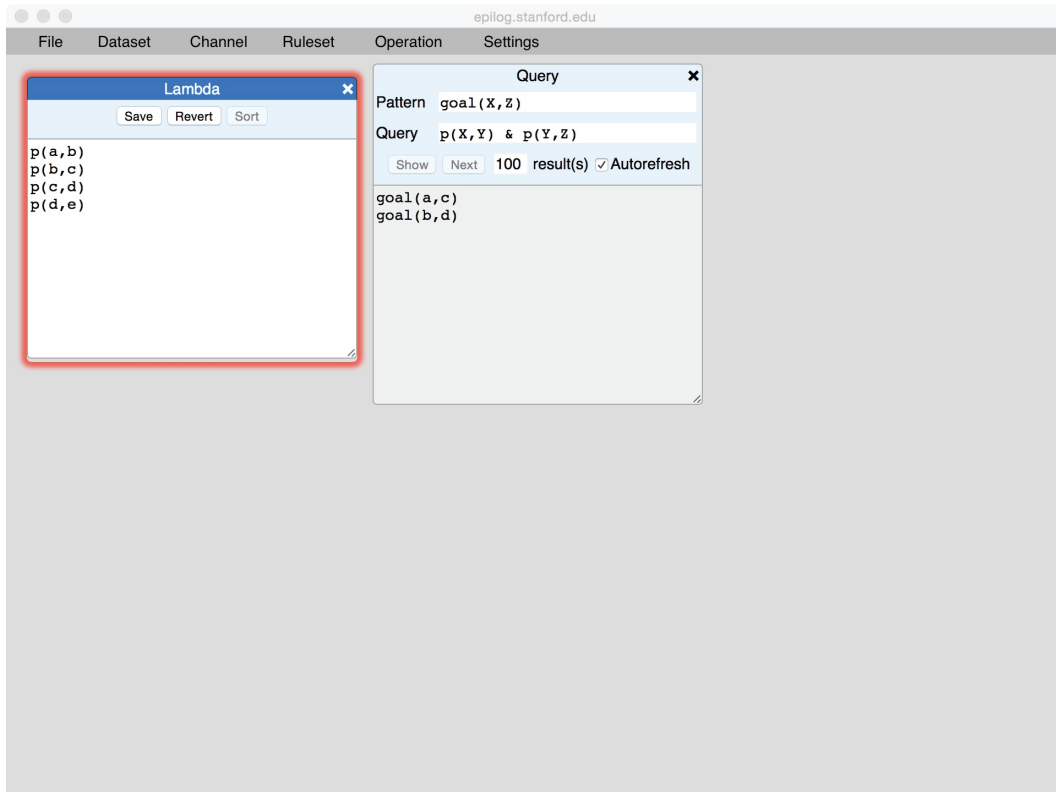 epilog.stanford.edu
File Dataset Channel Ruleset Operation Settings
Lambda
Save Revert Sort
p(a,b)
p(b,c)
p(c,d)
p(d,e)
Query
Pattern goal(X,Z)
Query p(X,Y) & p(Y,Z)
Show Next 100 result(s) Autorefresh
goal(a,c)
goal(b,d)